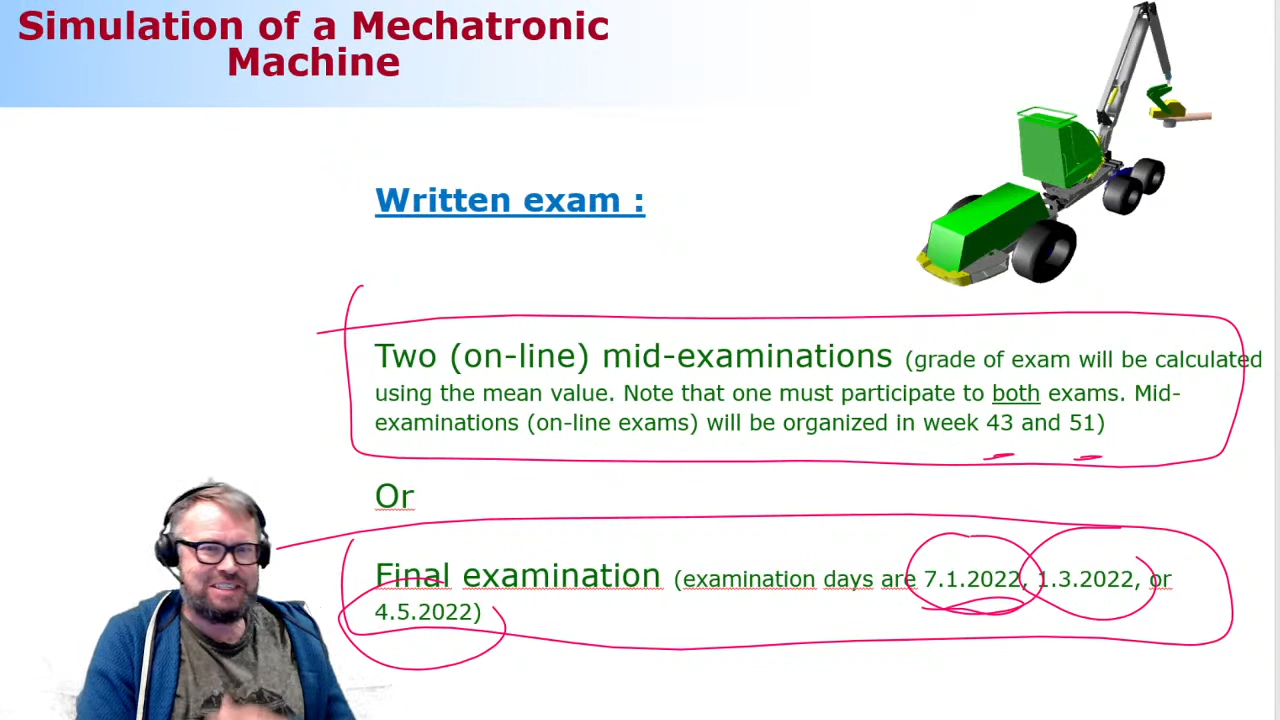 Simulation of a Mechatronic
Machine
Written exam :
Two (on-line) mid-examinations (grade of exam will be calculated
using the mean value. Note that one must participate to both exams. Mid-
examinations (on-line exams) will be organized in week 43 and 51)
Or
Final examination (examination days are 7.1.2022, 1.3.2022, or
4.5.2022)